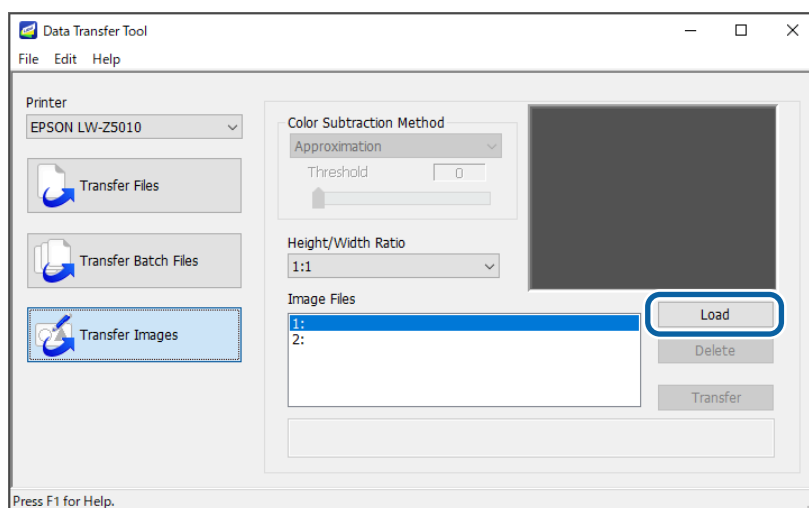 Data Transfer Tool
File Edit Help
Printer
EPSON LW-Z5010
Transfer Files
Transfer Batch Files
Transfer Images
Color Subtraction Method
Approximation
Threshold 0
Height/Width Ratio
1:1
Image Files
1:
2:
Load
Delete
Transfer
Press F1 for Help.